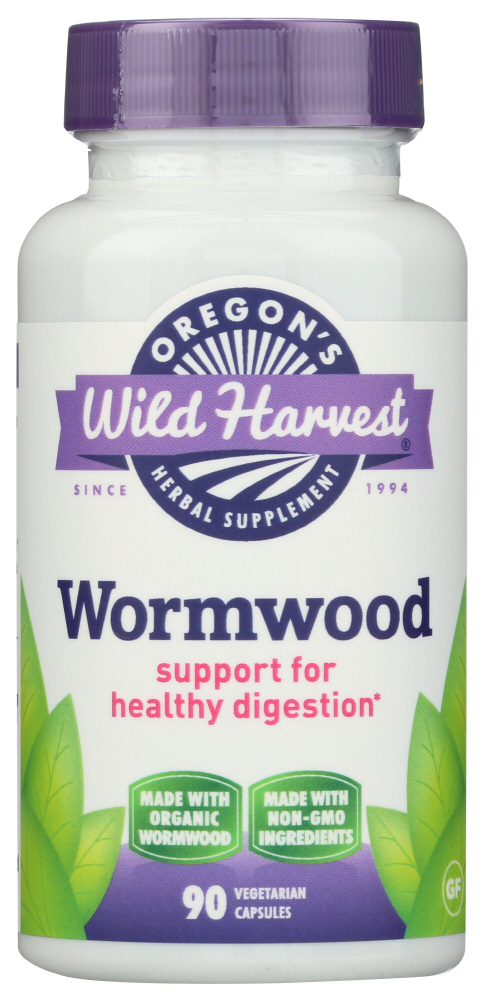 OREGON'S
Wild Harvest®
SINCE 1994
HERBAL SUPPLEMENT
Wormwood
support for
healthy digestion*
MADE WITH
ORGANIC
WORMWOOD
MADE WITH
NON-GMO
INGREDIENTS
90 VEGETARIAN
CAPSULES
GF